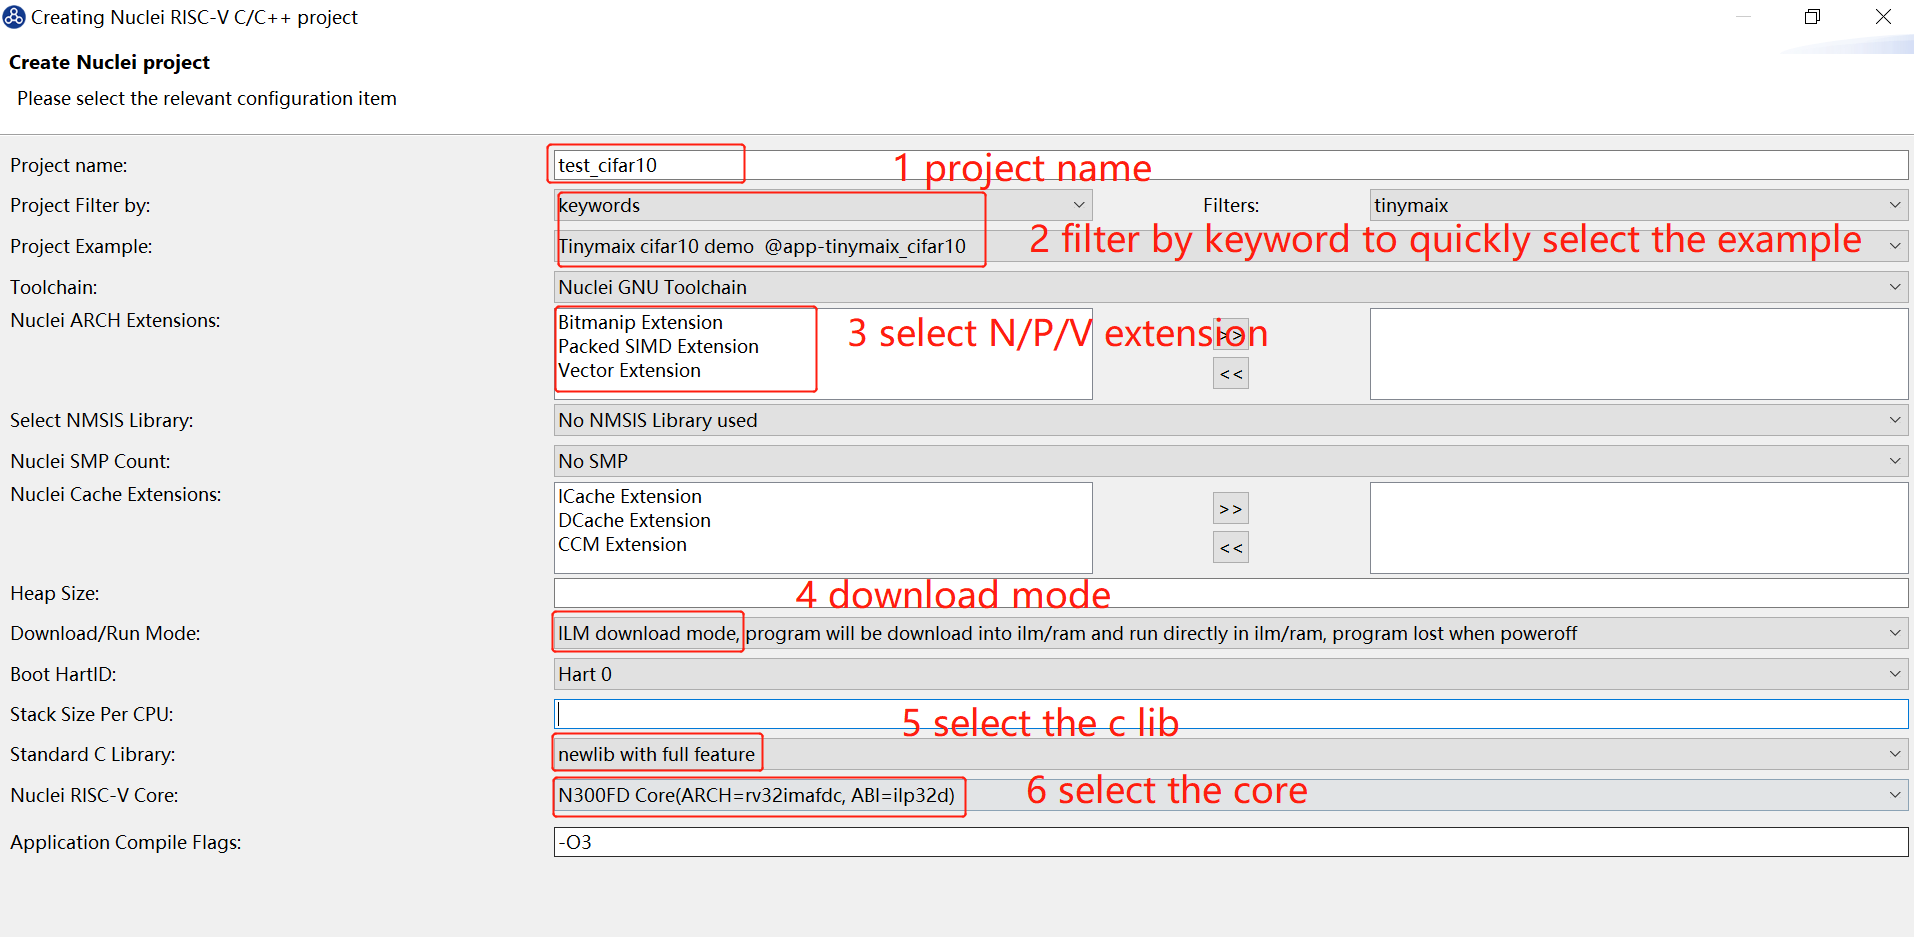 Creating Nuclei RISC-V C/C++ project
Create Nuclei project
Please select the relevant configuration item
Project name: test_cifar10 1 project name
Project Filter by: keywords Filters: tinymaix
2 filter by keyword to quickly select the example
Project Example: Tinymaix cifar10 demo @app-tinymaix_cifar10
Toolchain: Nuclei GNU Toolchain
Nuclei ARCH Extensions: Bitmanip Extension
3 select N/P/V extension >>
Packed SIMD Extension
Vector Extension <<
Select NMSIS Library: No NMSIS Library used
Nuclei SMP Count: No SMP
Nuclei Cache Extensions: ICache Extension
DCache Extension >>
CCM Extension <<
Heap Size: 4 download mode
Download/Run Mode: ILM download mode, program will be download into ilm/ram and run directly in ilm/ram, program lost when poweroff
Boot HartID: Hart 0
Stack Size Per CPU: 5 select the c lib
Standard C Library: newlib with full feature
Nuclei RISC-V Core: N300FD Core(ARCH=rv32imafdc, ABI=ilp32d) 6 select the core
Application Compile Flags: -O3